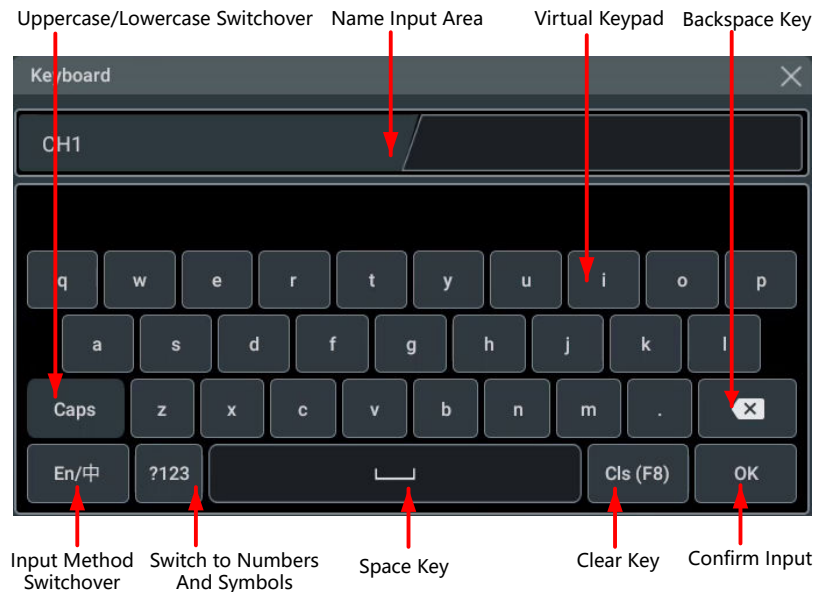 Uppercase/Lowercase Switchover Name Input Area Virtual Keypad Backspace Key
Keyboard
CH1
q w e r t y u i o p
a s d f g h j k l
Caps z x c v b n m .
En/中 ?123 Cls (F8) OK
Input Method Switchover
Switch to Numbers And Symbols
Space Key
Clear Key
Confirm Input